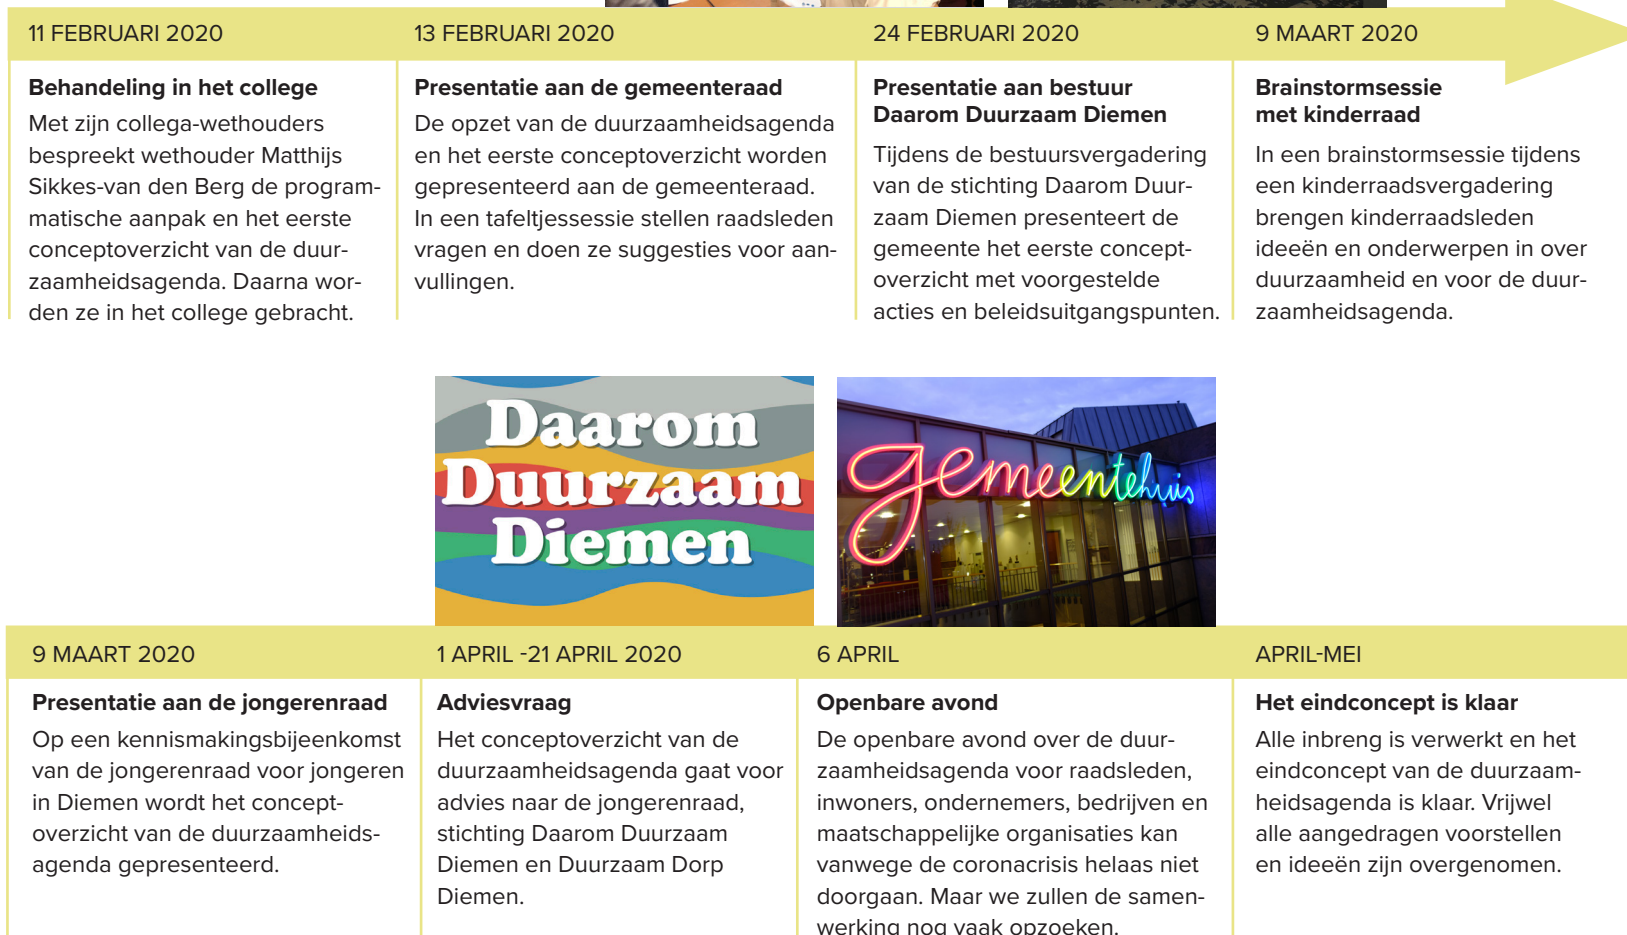 11 FEBRUARI 2020
Behandeling in het college
Met zijn collega-wethouders
bespreekt wethouder Matthijs
Sikkes-van den Berg de program-
matische aanpak en het eerste
conceptoverzicht van de duur-
zaamheidsagenda. Daarna wor-
den ze in het college gebracht.
13 FEBRUARI 2020
Presentatie aan de gemeenteraad
De opzet van de duurzaamheidsagenda
en het eerste conceptoverzicht worden
gepresenteerd aan de gemeenteraad.
In een tafeltjessessie stellen raadsleden
vragen en doen ze suggesties voor aan-
vullingen.
24 FEBRUARI 2020
Presentatie aan bestuur
Daarom Duurzaam Diemen
Tijdens de bestuursvergadering
van de stichting Daarom Duur-
zaam Diemen presenteert de
gemeente het eerste concept-
overzicht met voorgestelde
acties en beleidsuitgangspunten.
9 MAART 2020
Brainstormsessie
met kinderraad
In een brainstormsessie tijdens
een kinderraadsvergadering
brengen kinderraadsleden
ideeën en onderwerpen in over
duurzaamheid en voor de duur-
zaamheidsagenda.
Daarom
Duurzaam
Diemen
gemeentehuis
9 MAART 2020
Presentatie aan de jongerenraad
Op een kennismakingsbijeenkomst
van de jongerenraad voor jongeren
in Diemen wordt het concept-
overzicht van de duurzaamheids-
agenda gepresenteerd.
1 APRIL -21 APRIL 2020
Adviesvraag
Het conceptoverzicht van de
duurzaamheidsagenda gaat voor
advies naar de jongerenraad,
stichting Daarom Duurzaam
Diemen en Duurzaam Dorp
Diemen.
6 APRIL
Openbare avond
De openbare avond over de duur-
zaamheidsagenda voor raadsleden,
inwoners, ondernemers, bedrijven en
maatschappelijke organisaties kan
vanwege de coronacrisis helaas niet
doorgaan. Maar we zullen de samen-
werking nog vaak opzoeken.
APRIL-MEI
Het eindconcept is klaar
Alle inbreng is verwerkt en het
eindconcept van de duurzaam-
heidsagenda is klaar. Vrijwel
alle aangedragen voorstellen
en ideeën zijn overgenomen.